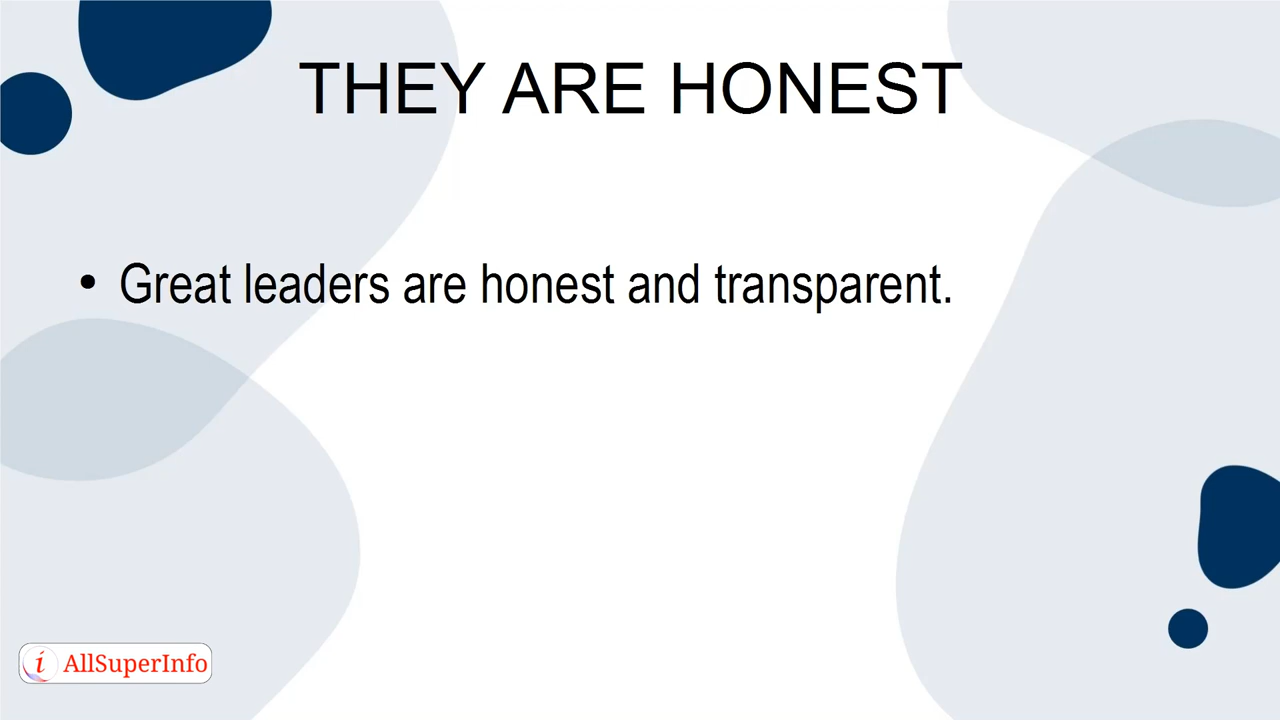 THEY ARE HONEST
• Great leaders are honest and transparent.
i AllSuperInfo